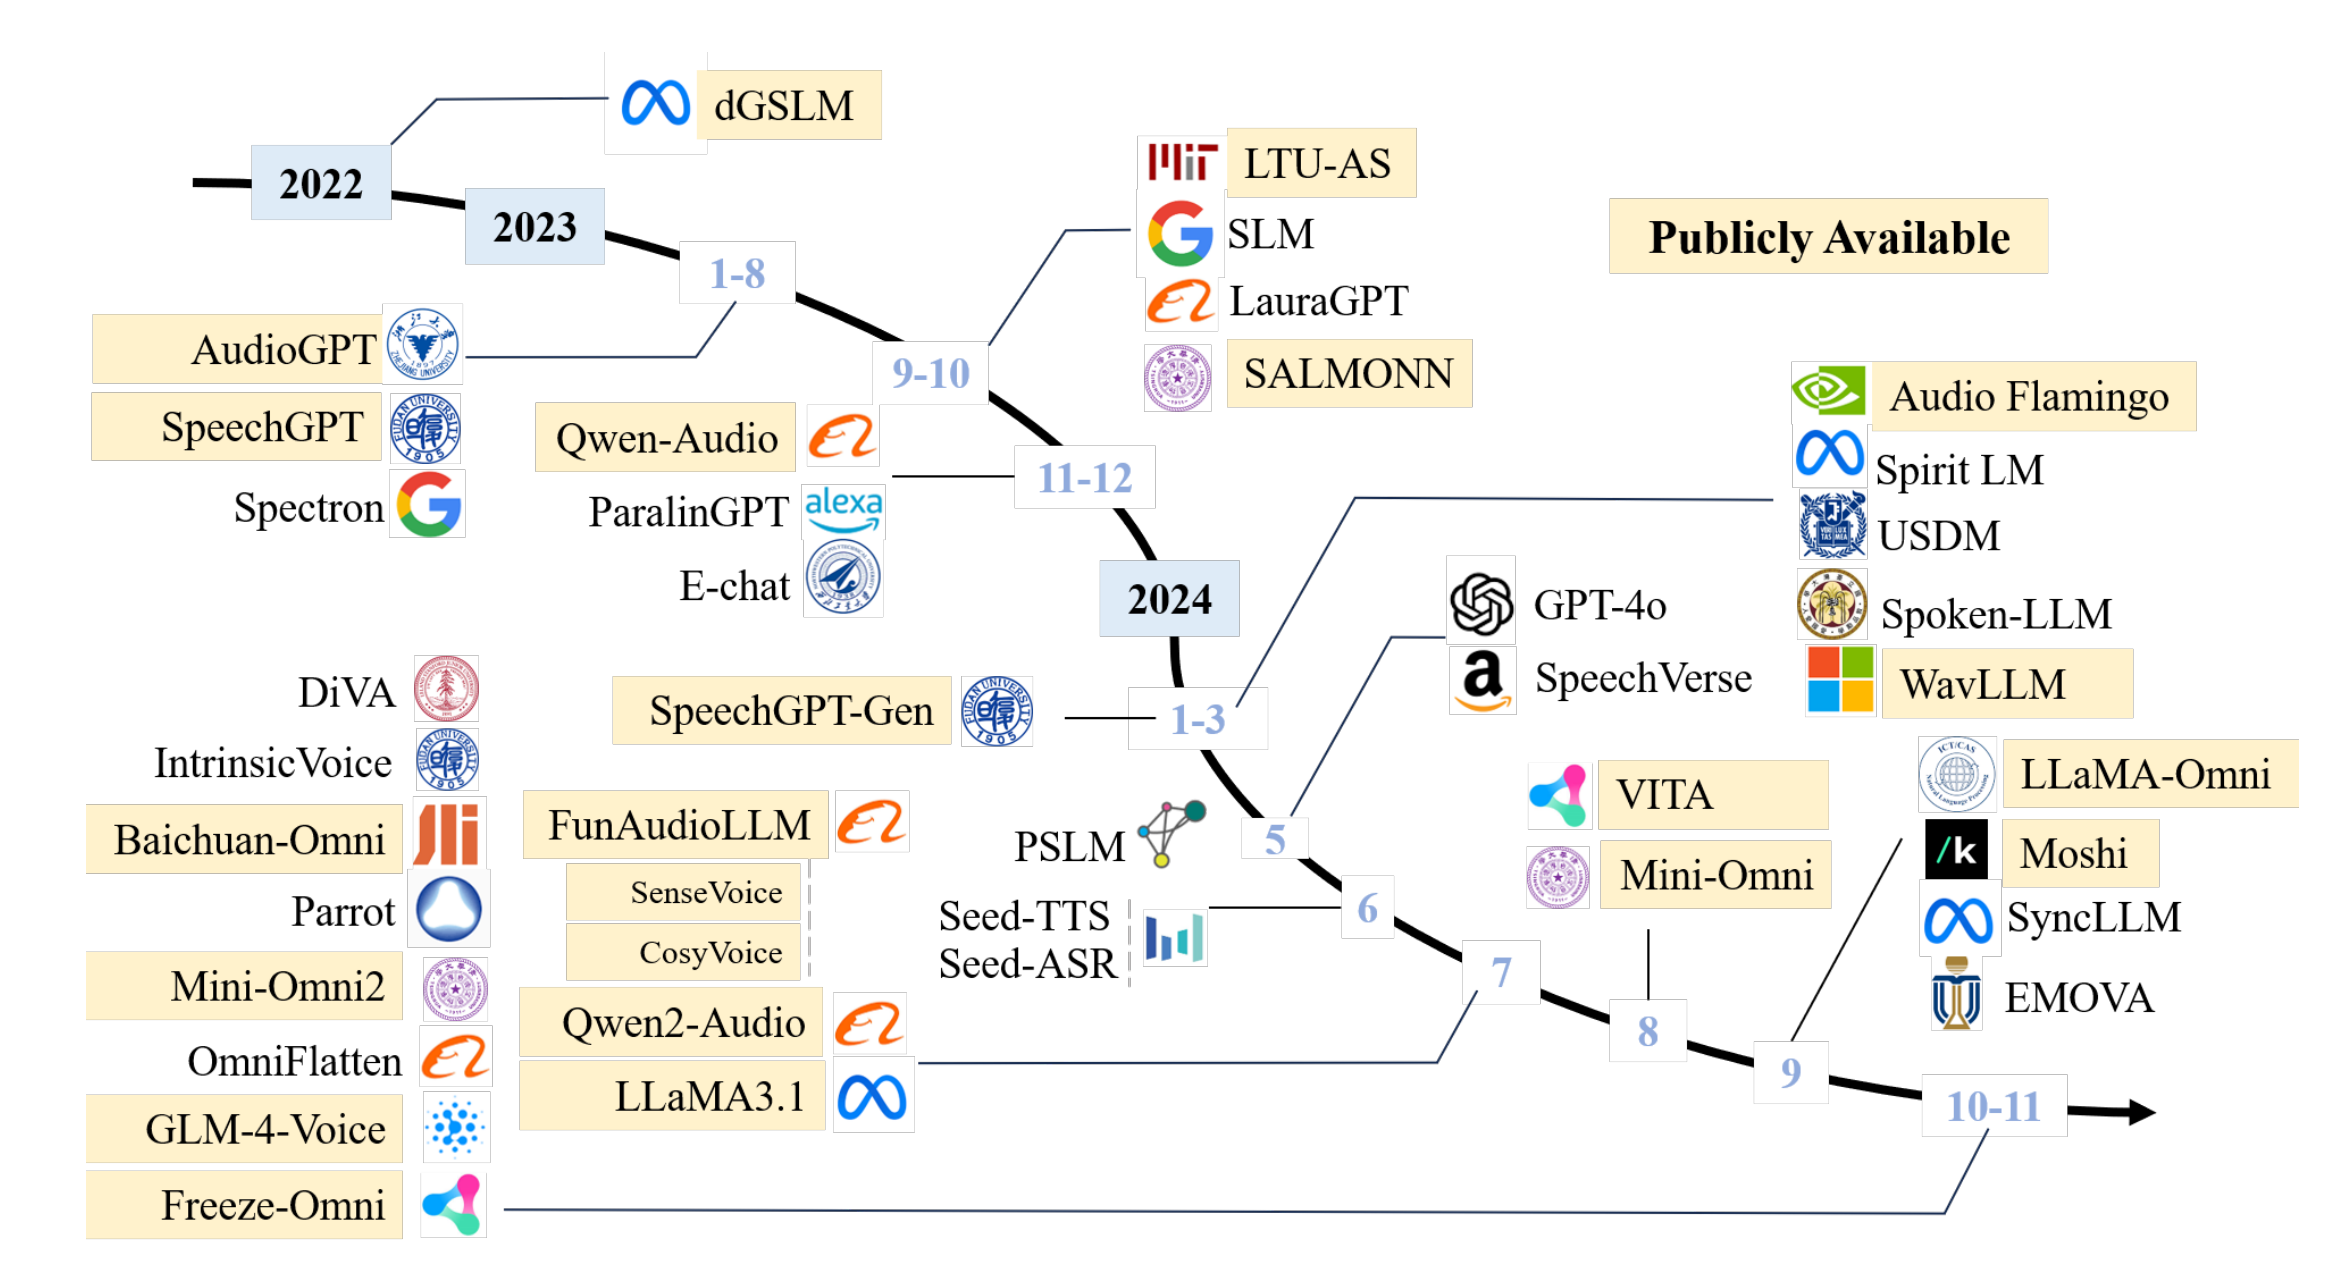 dGSLM
2022
2023
1-8
AudioGPT
SpeechGPT
Spectron
LTU-AS
SLM
LauraGPT
SALMONN
Publicly Available
9-10
Qwen-Audio
ParalinGPT
alexa
E-chat
11-12
2024
Audio Flamingo
Spirit LM
USDM
Spoken-LLM
WavLLM
GPT-4o
SpeechVerse
SpeechGPT-Gen
1-3
DiVA
IntrinsicVoice
Baichuan-Omni
Parrot
Mini-Omni2
OmniFlatten
GLM-4-Voice
Freeze-Omni
FunAudioLLM
SenseVoice
CosyVoice
Qwen2-Audio
LLaMA3.1
PSLM
Seed-TTS
Seed-ASR
5
6
7
VITA
Mini-Omni
8
LLaMA-Omni
Moshi
SyncLLM
EMOVA
9
10-11